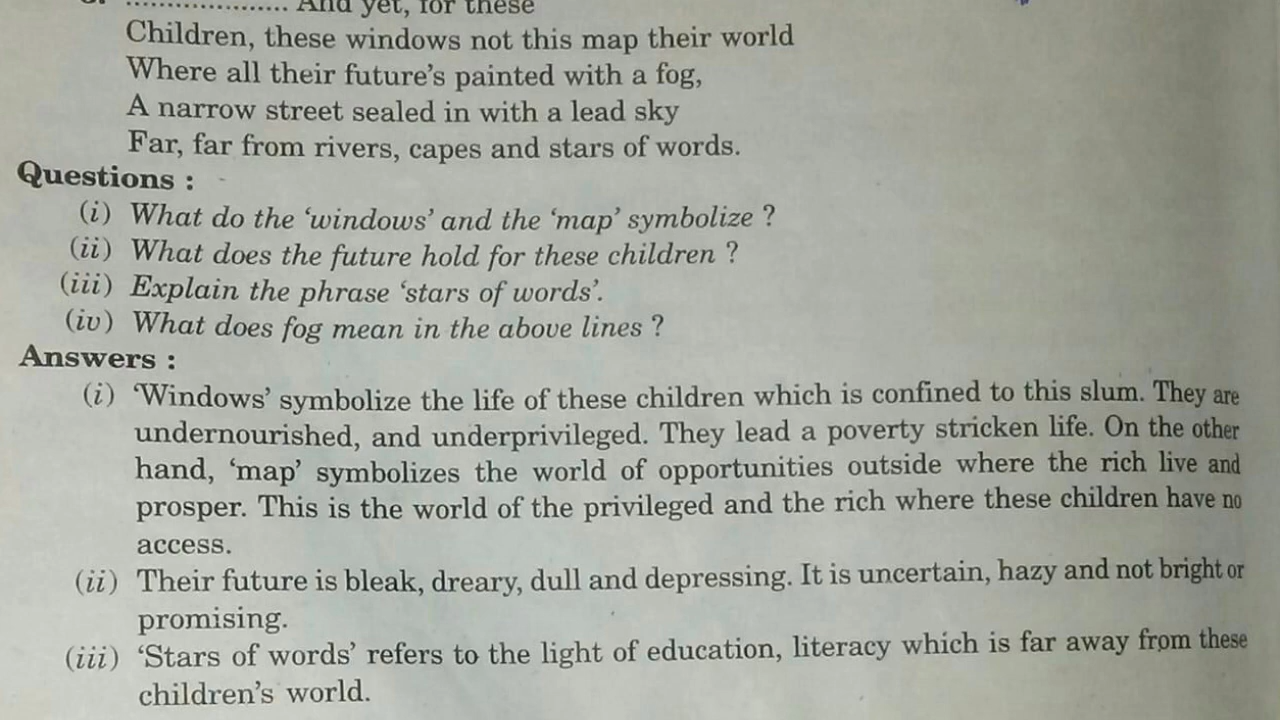 .................... And yet, for these
Children, these windows not this map their world
Where all their future's painted with a fog,
A narrow street sealed in with a lead sky
Far, far from rivers, capes and stars of words.
Questions :
(i) What do the 'windows' and the 'map' symbolize ?
(ii) What does the future hold for these children ?
(iii) Explain the phrase 'stars of words'.
(iv) What does fog mean in the above lines ?
Answers :
(i) 'Windows' symbolize the life of these children which is confined to this slum. They are
undernourished, and underprivileged. They lead a poverty stricken life. On the other
hand, 'map' symbolizes the world of opportunities outside where the rich live and
prosper. This is the world of the privileged and the rich where these children have no
access.
(ii) Their future is bleak, dreary, dull and depressing. It is uncertain, hazy and not bright or
promising.
(iii) 'Stars of words' refers to the light of education, literacy which is far away from these
children's world.